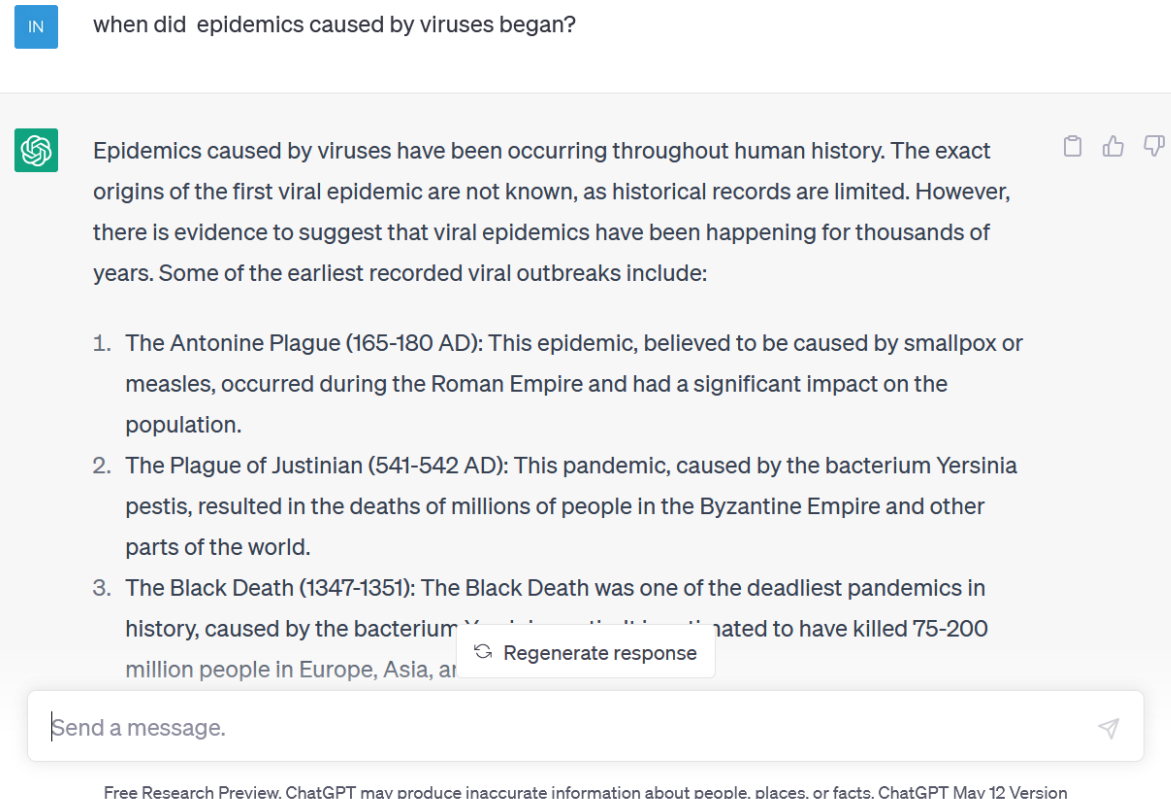 IN
when did epidemics caused by viruses began?
Epidemics caused by viruses have been occurring throughout human history. The exact
origins of the first viral epidemic are not known, as historical records are limited. However,
there is evidence to suggest that viral epidemics have been happening for thousands of
years. Some of the earliest recorded viral outbreaks include:
1. The Antonine Plague (165-180 AD): This epidemic, believed to be caused by smallpox or
measles, occurred during the Roman Empire and had a significant impact on the
population.
2. The Plague of Justinian (541-542 AD): This pandemic, caused by the bacterium Yersinia
pestis, resulted in the deaths of millions of people in the Byzantine Empire and other
parts of the world.
3. The Black Death (1347-1351): The Black Death was one of the deadliest pandemics in
history, caused by the bacterium to have killed 75-200
million people in Europe, Asia,
Regenerate response
Send a message.
Free Research Preview. ChatGPT may produce inaccurate information about people, places, or facts. ChatGPT May 12 Version